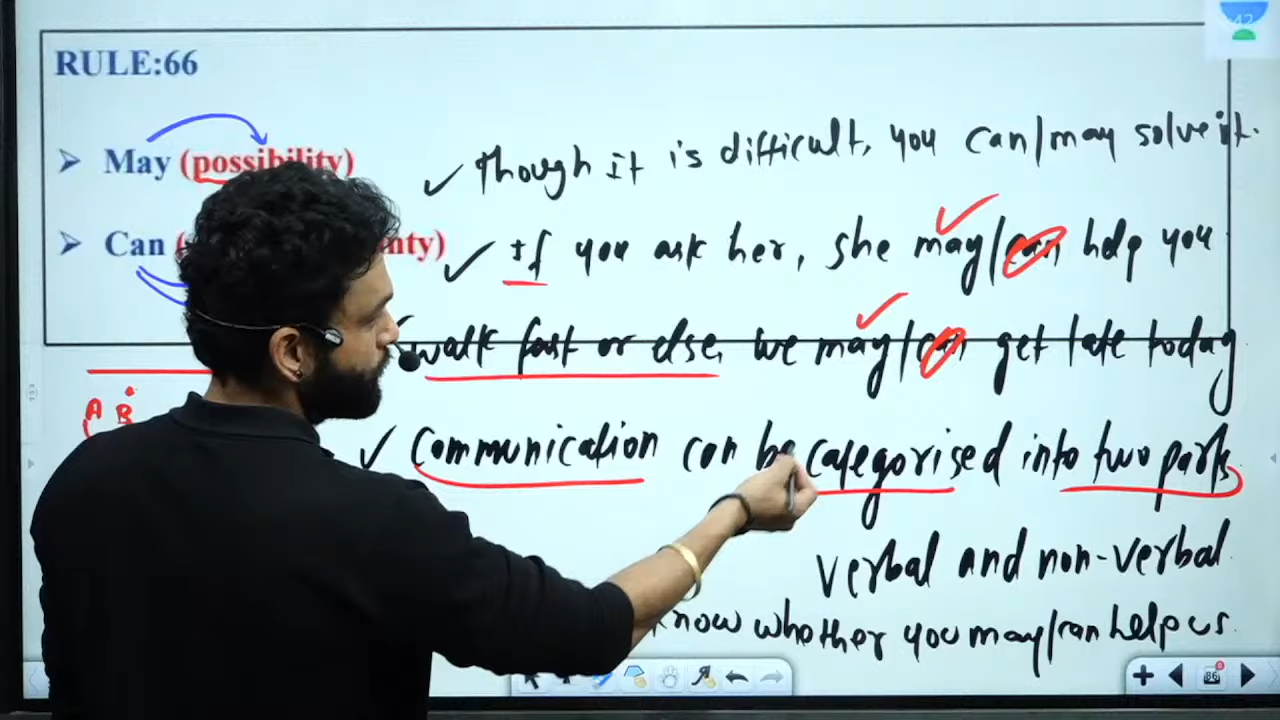 RULE:66
May (possibility)
Though it is difficult, you can/may solve it.
Can
If you ask her, she may/can help you
walk fast or else, we may/can get late today
A B
Communication can be categorised into two parts
verbal and non-verbal
know whether you may/can help us.
86